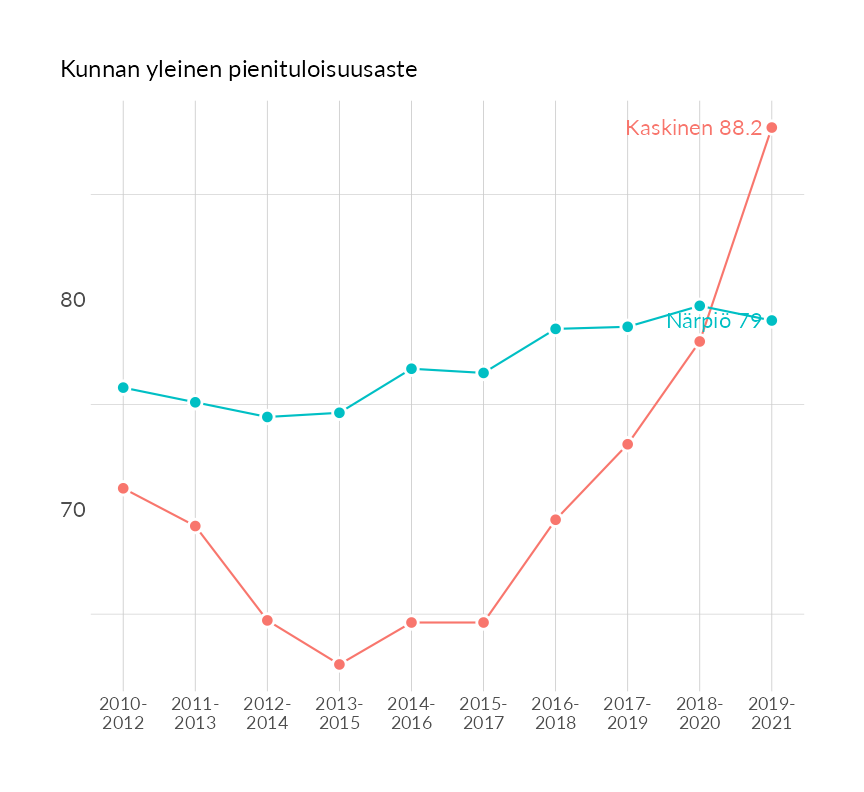 Kunnan yleinen pienituloisuusaste
Kaskinen 88.2
80
Närpiö 79
70
2010- 2011- 2012- 2013- 2014- 2015- 2016- 2017- 2018- 2019-
2012 2013 2014 2015 2016 2017 2018 2019 2020 2021